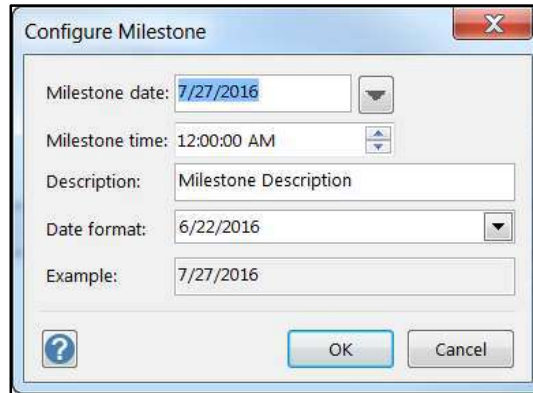 Configure Milestone
X
Milestone date: 7/27/2016
Milestone time: 12:00:00 AM
Description: Milestone Description
Date format: 6/22/2016
Example: 7/27/2016
? OK Cancel